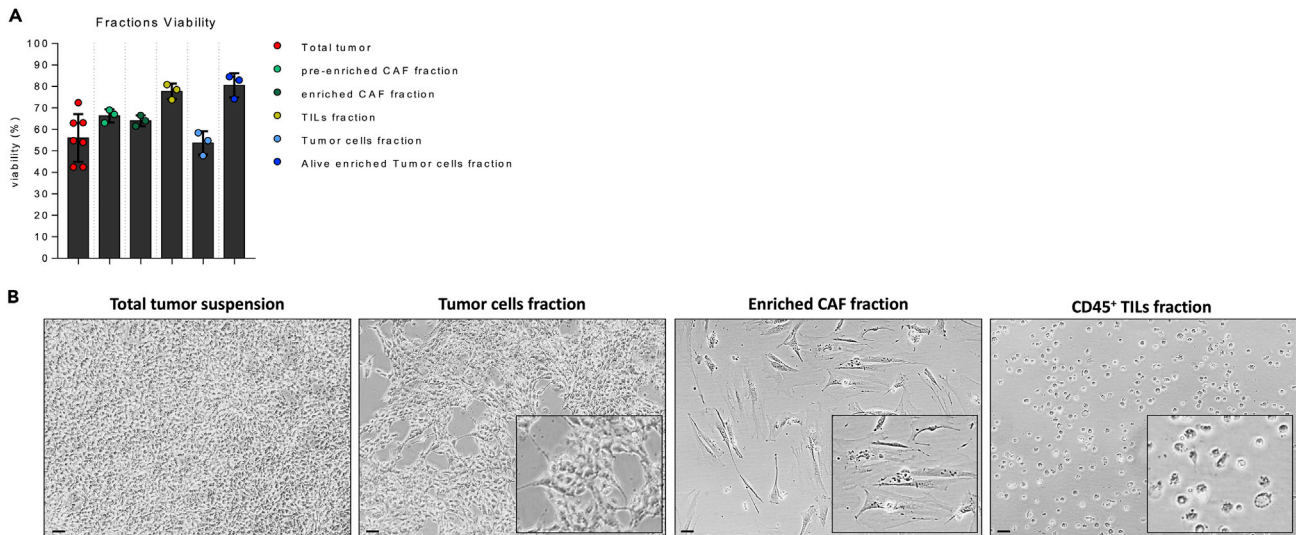 A
Fractions Viability
viability (%)
100
90
80
70
60
50
40
30
20
10
0
Total tumor
pre-enriched CAF fraction
enriched CAF fraction
TILs fraction
Tumor cells fraction
Alive enriched Tumor cells fraction
B
Total tumor suspension
Tumor cells fraction
Enriched CAF fraction
CD45⁺ TILs fraction